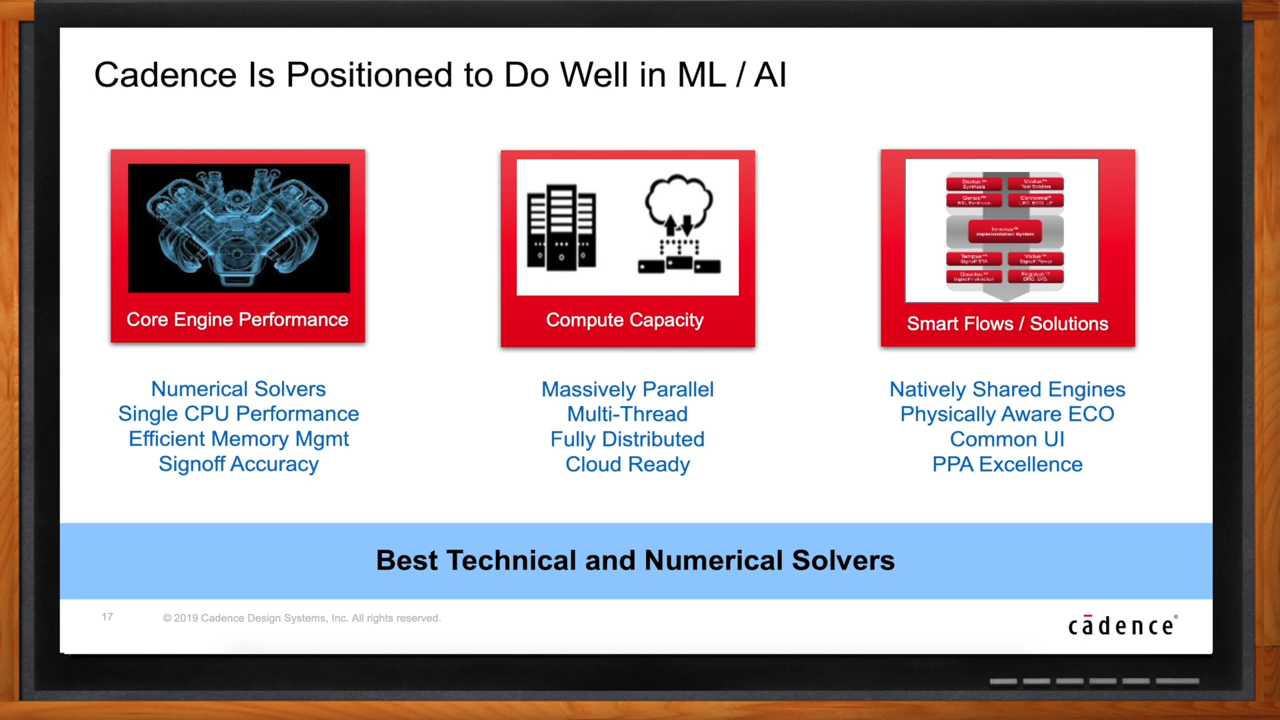 Cadence Is Positioned to Do Well in ML / AI
Core Engine Performance
Numerical Solvers
Single CPU Performance
Efficient Memory Mgmt
Signoff Accuracy
Compute Capacity
Massively Parallel
Multi-Thread
Fully Distributed
Cloud Ready
Smart Flows / Solutions
Natively Shared Engines
Physically Aware ECO
Common UI
PPA Excellence
Best Technical and Numerical Solvers
17
© 2019 Cadence Design Systems, Inc. All rights reserved.
cādence®